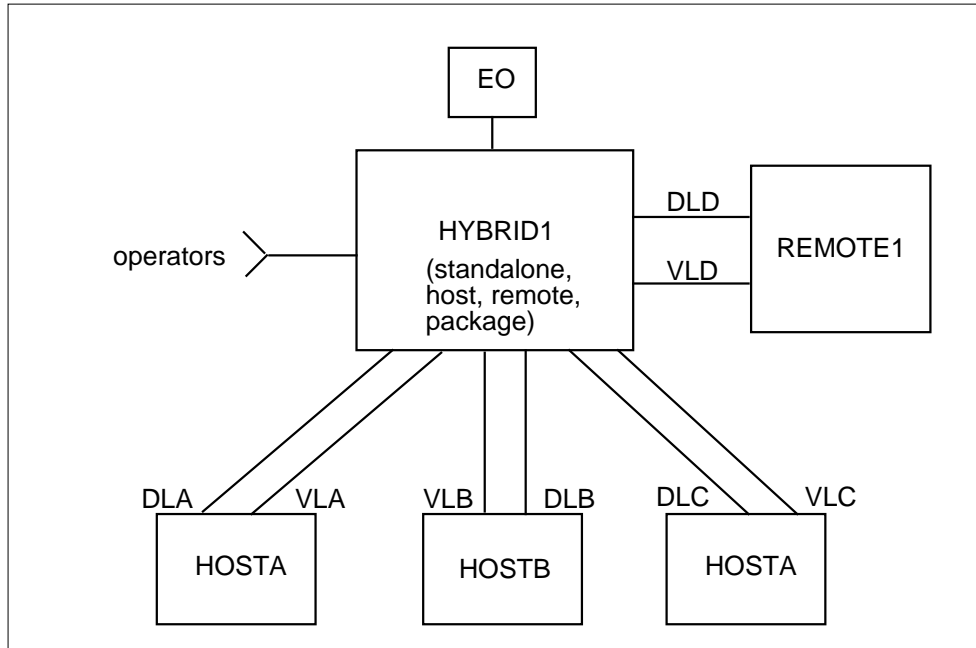 EO
HYBRID1
(standalone,
host, remote,
package)
operators
DLD
VLD
REMOTE1
DLA
VLA
VLB
DLB
DLC
VLC
HOSTA
HOSTB
HOSTA